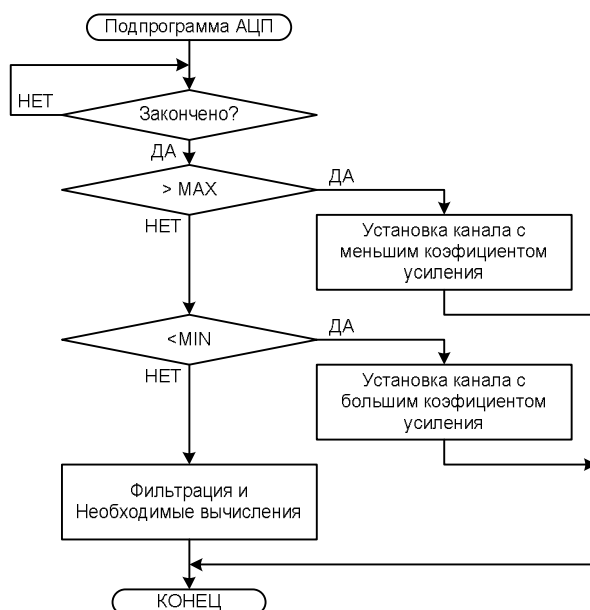 Подпрограмма АЦП
НЕТ
Закончено?
ДА
> MAX
ДА
НЕТ
Установка канала с
меньшим коэфициентом
усиления
<MIN
ДА
НЕТ
Установка канала с
большим коэфициентом
усиления
Фильтрация и
Необходимые вычисления
КОНЕЦ